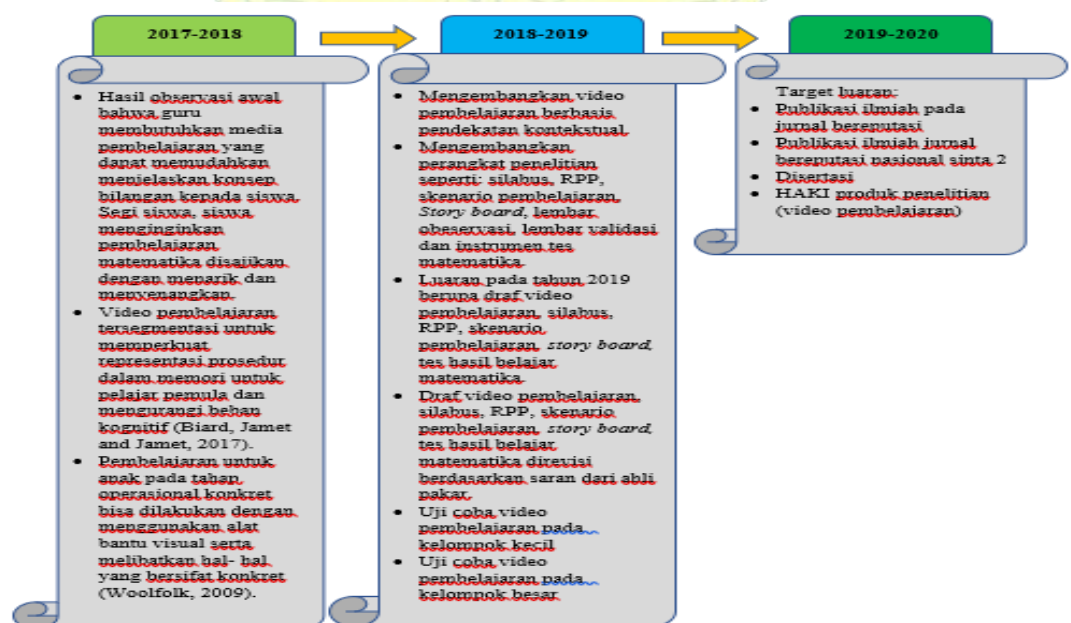 2017-2018
Hasil observasi awal
bahwa guru
membutuhkan media
pembelajaran yang
dapat memudahkan
menjelaskan konsep
bilangan kepada siswa.
Segi siswa, siswa
menginginkan
pembelajaran
matematika disajikan
dengan menarik dan
menyenangkan.
Video pembelajaran
tersegmentasi untuk
memperkuat
representasi prosedur
dalam memori untuk
pelajar pemula dan
mengurangi beban
kognitif (Biard, Jamet
and Jamet, 2017).
Pembelajaran untuk
anak pada tahap
operasional konkret
bisa dilakukan dengan
menggunakan alat
bantu visual serta
melibatkan hal- hal
yang bersifat konkret
(Woolfolk, 2009).
2018-2019
Mengembangkan video
pembelajaran berbasis
pendekatan kontekstual.
Mengembangkan
perangkat penelitian
seperti: silabus, RPP,
skenario pembelajaran,
Story board, lembar
obeservasi, lembar validasi
dan instrumen tes
matematika.
Luaran pada tahun 2019
berupa draf video
pembelajaran, silabus,
RPP, skenario
pembelajaran, story board,
tes hasil belajar
matematika.
Draf video pembelajaran,
silabus, RPP, skenario
pembelajaran, story board,
tes hasil belajar
matematika direvisi
berdasarkan saran dari ahli
pakar.
Uji coba video
pembelajaran pada
kelompok kecil
Uji coba video
pembelajaran pada
kelompok besar
2019-2020
Target luaran:
Publikasi ilmiah pada
jurnal bereputasi
Publikasi ilmiah jurnal
bereputasi nasional sinta 2
Disertasi
HAKI produk penelitian
(video pembelajaran)